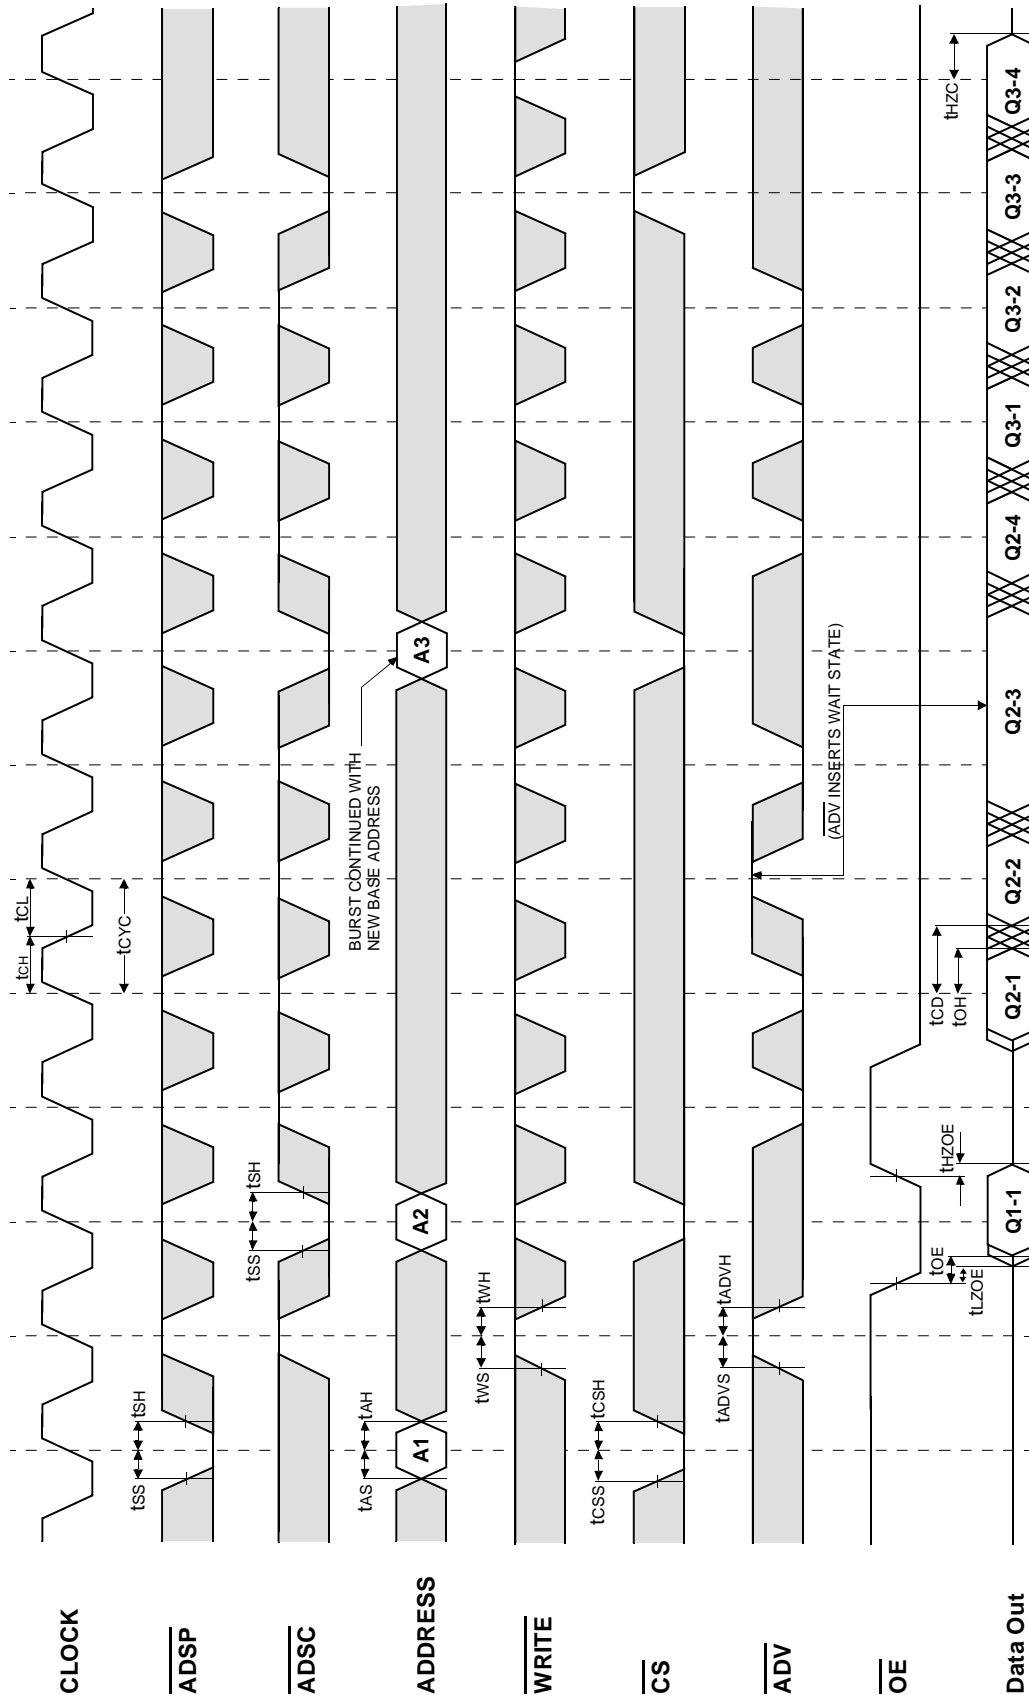 CLOCK
tCH
tCL
tCYC
ADSP
tSS
tSH
ADSC
tSS
tSH
ADDRESS
tAS
tAH
A1
A2
A3
BURST CONTINUED WITH
NEW BASE ADDRESS
WRITE
tWS
tWH
CS
tCSS
tCSH
ADV
tADVS
tADVH
(ADV INSERTS WAIT STATE)
OE
tOE
tLZOE
tHZOE
tCD
tOH
tHZC
Data Out
Q1-1
Q2-1
Q2-2
Q2-3
Q2-4
Q3-1
Q3-2
Q3-3
Q3-4